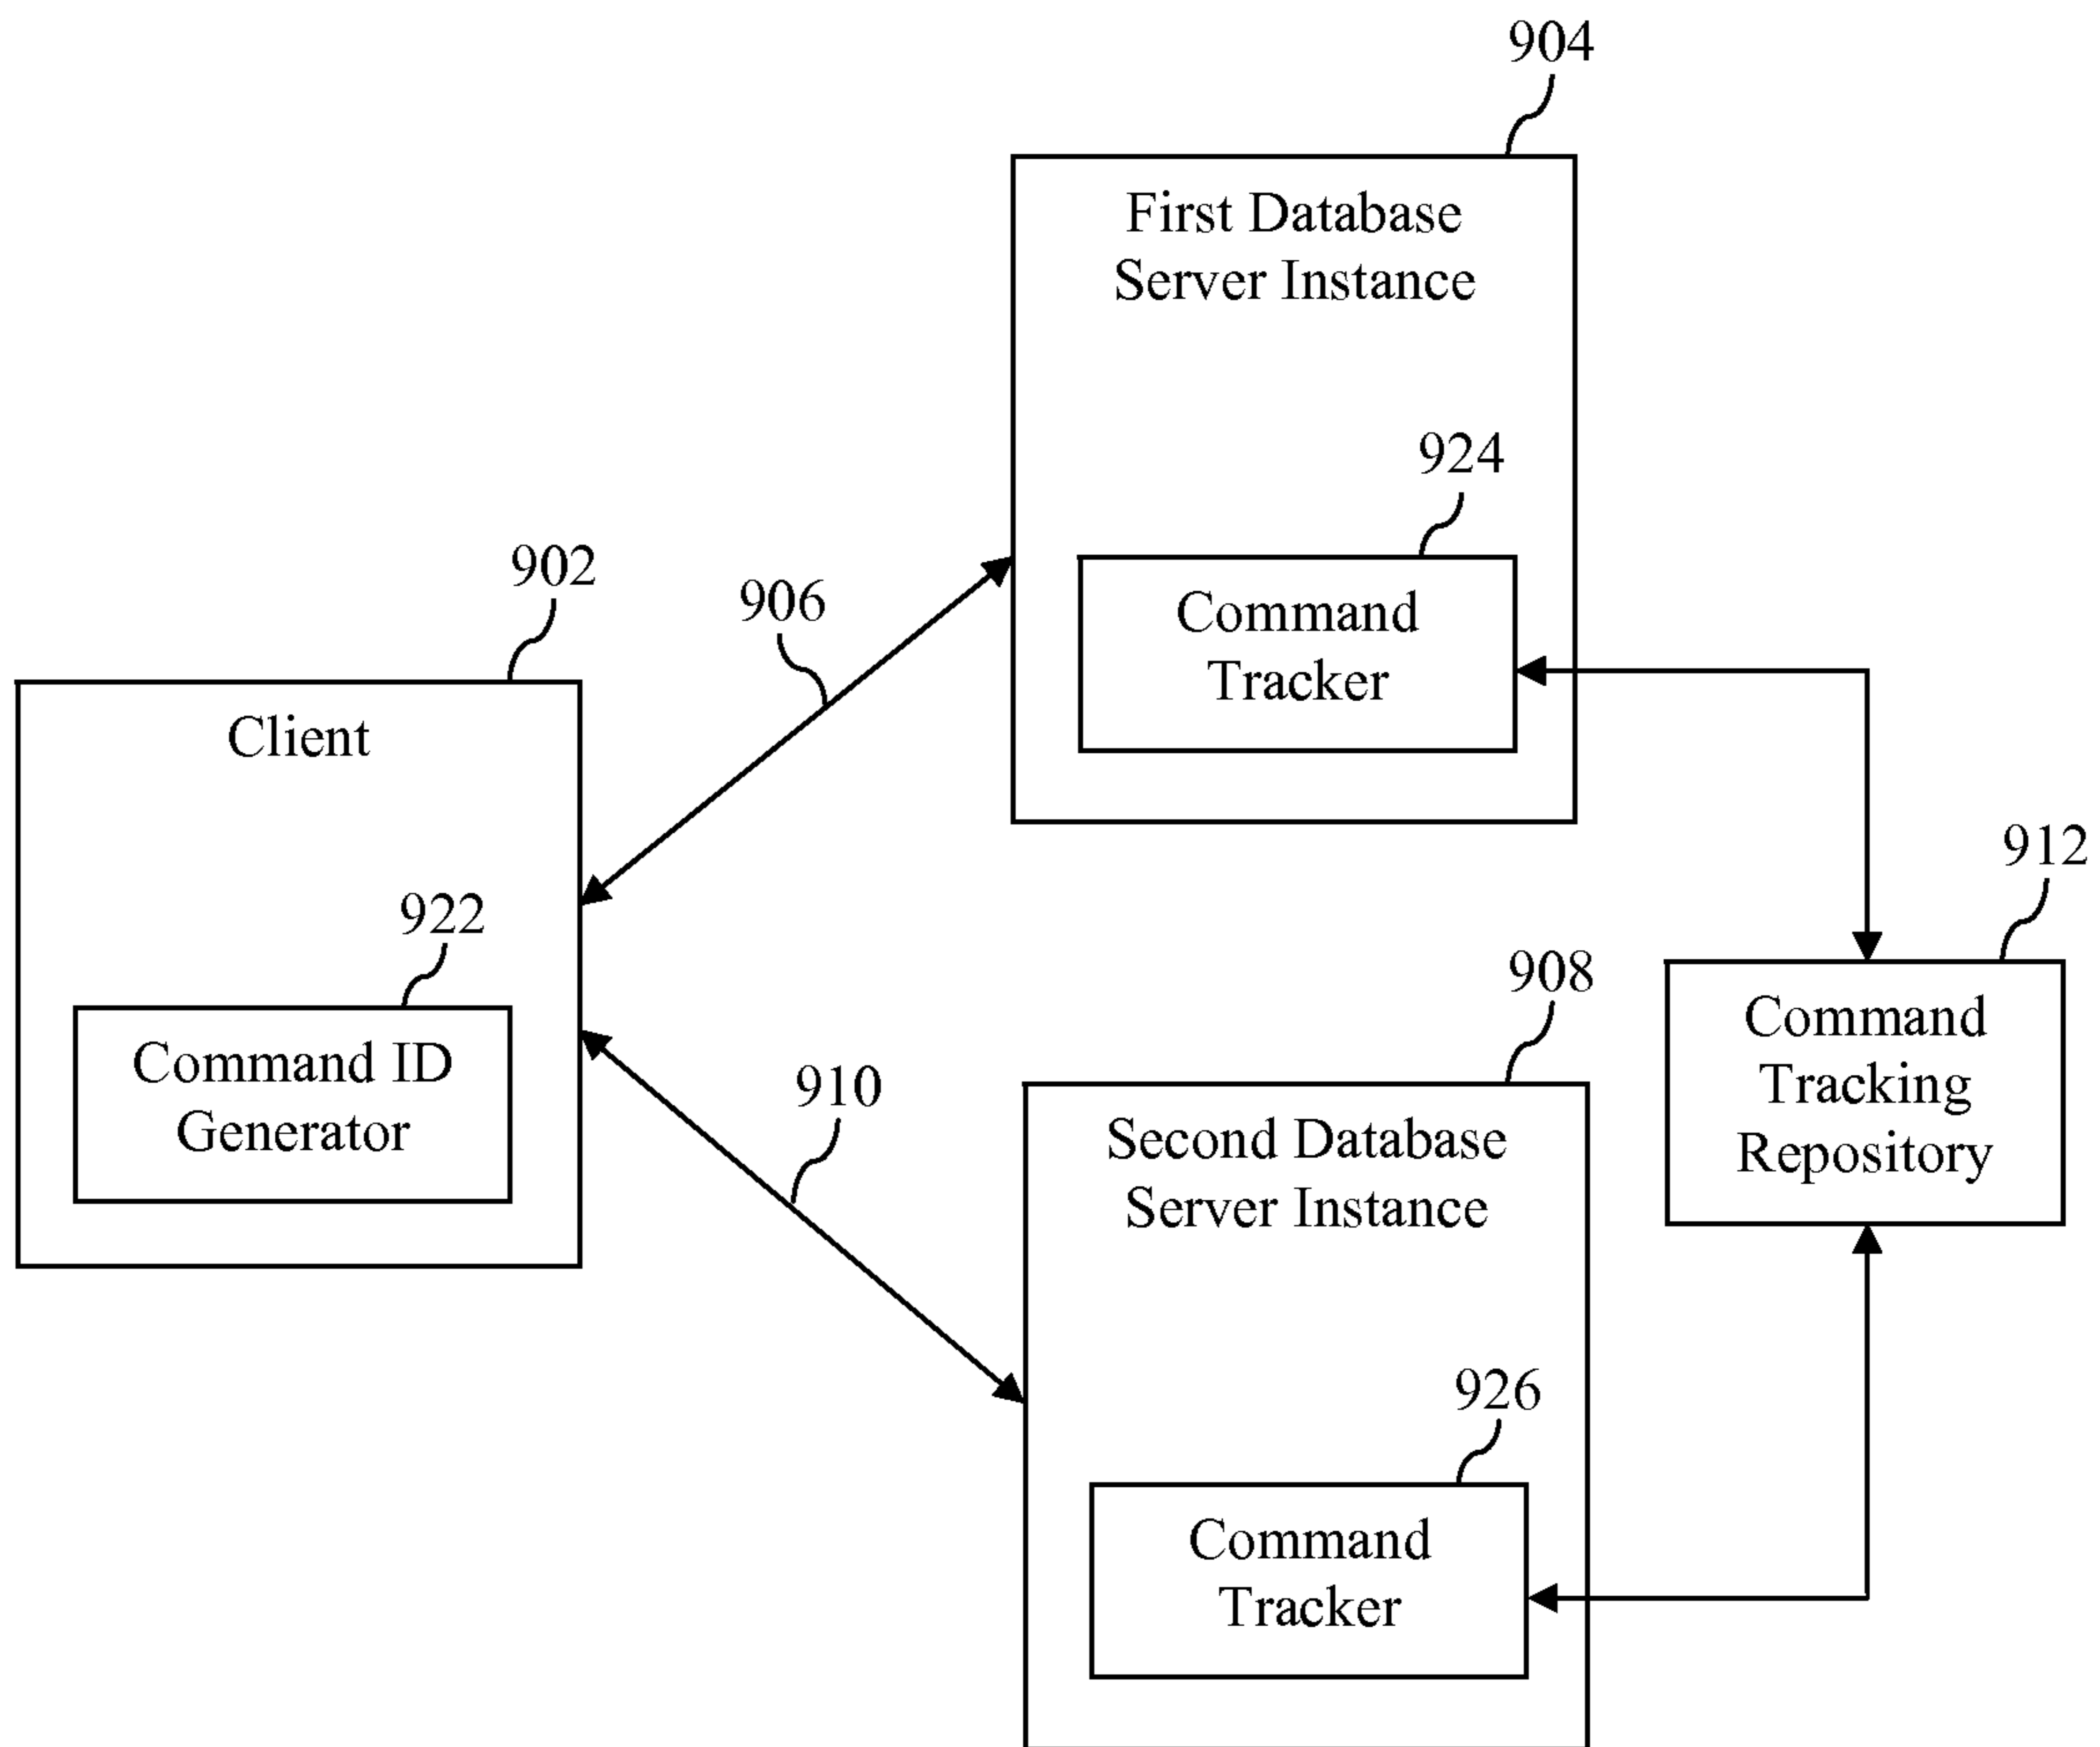 904
First Database
Server Instance
924
Command
Tracker
902
906
Client
922
Command ID
Generator
910
908
Second Database
Server Instance
926
Command
Tracker
912
Command
Tracking
Repository